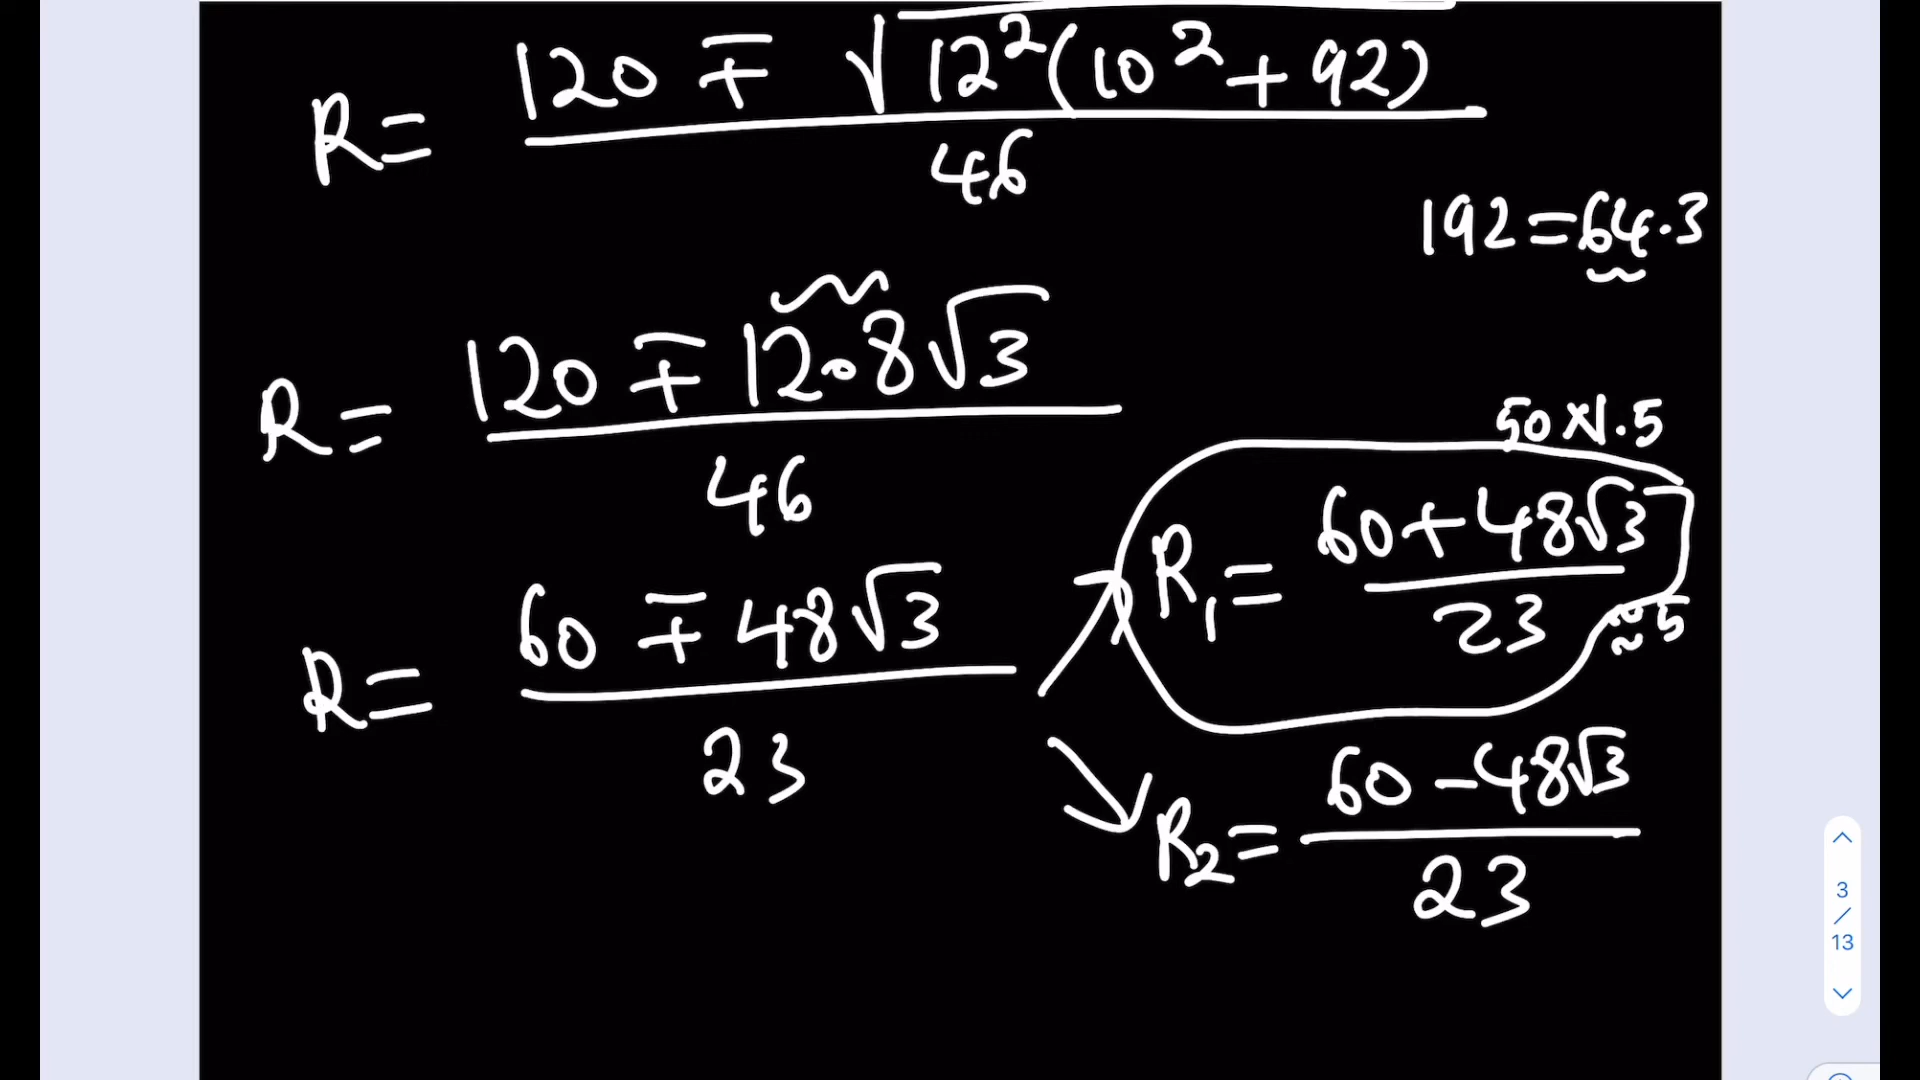 R = 120 ∓ √12²(10² + 92) / 46
192 = 64·3
R = 120 ∓ 12·8√3 / 46
50 × 1.5
R = 60 ∓ 48√3 / 23
R₁ = 60 + 48√3 / 23
≈ 5
R₂ = 60 − 48√3 / 23
3
/
13